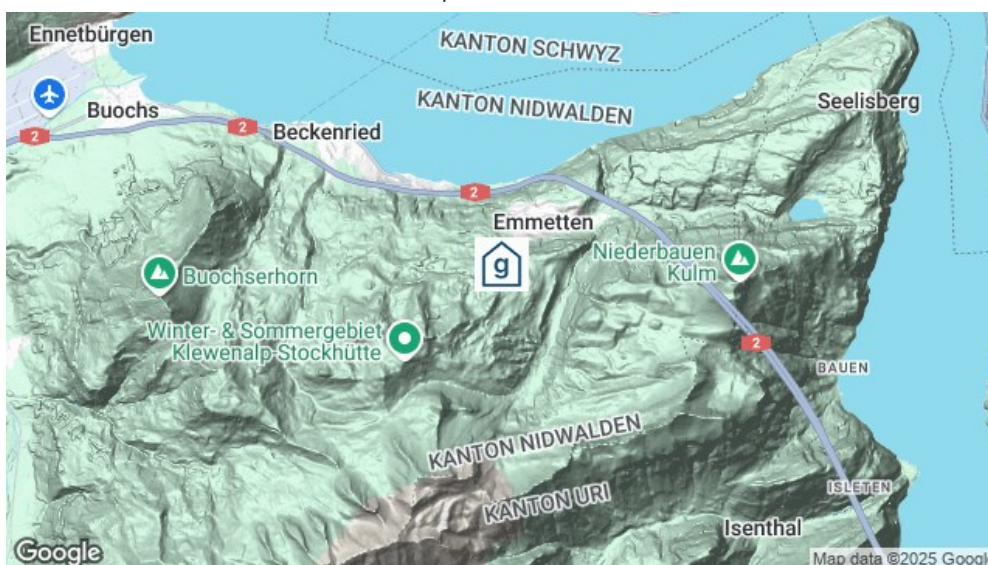 Ennetbürgen
KANTON SCHWYZ
KANTON NIDWALDEN
Seelisberg
Buochs
2
2
Beckenried
2
Emmetten
g
Niederbauen
Kulm
Buochserhorn
Winter- & Sommergebiet
Klewenalp-Stockhütte
2
BAUEN
KANTON NIDWALDEN
KANTON URI
ISLETEN
Isenthal
Google
Map data ©2025 Google